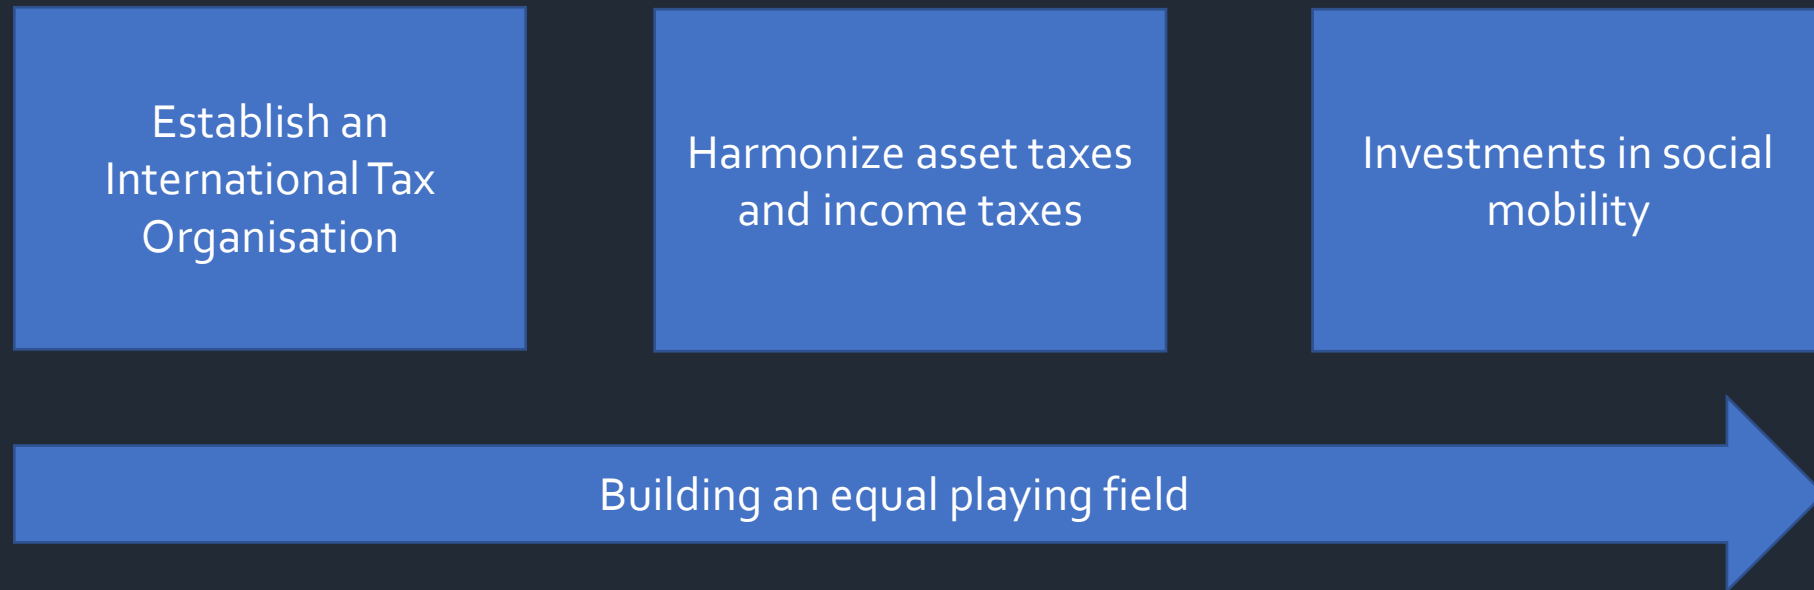 Establish an
International Tax
Organisation
Harmonize asset taxes
and income taxes
Investments in social
mobility
Building an equal playing field